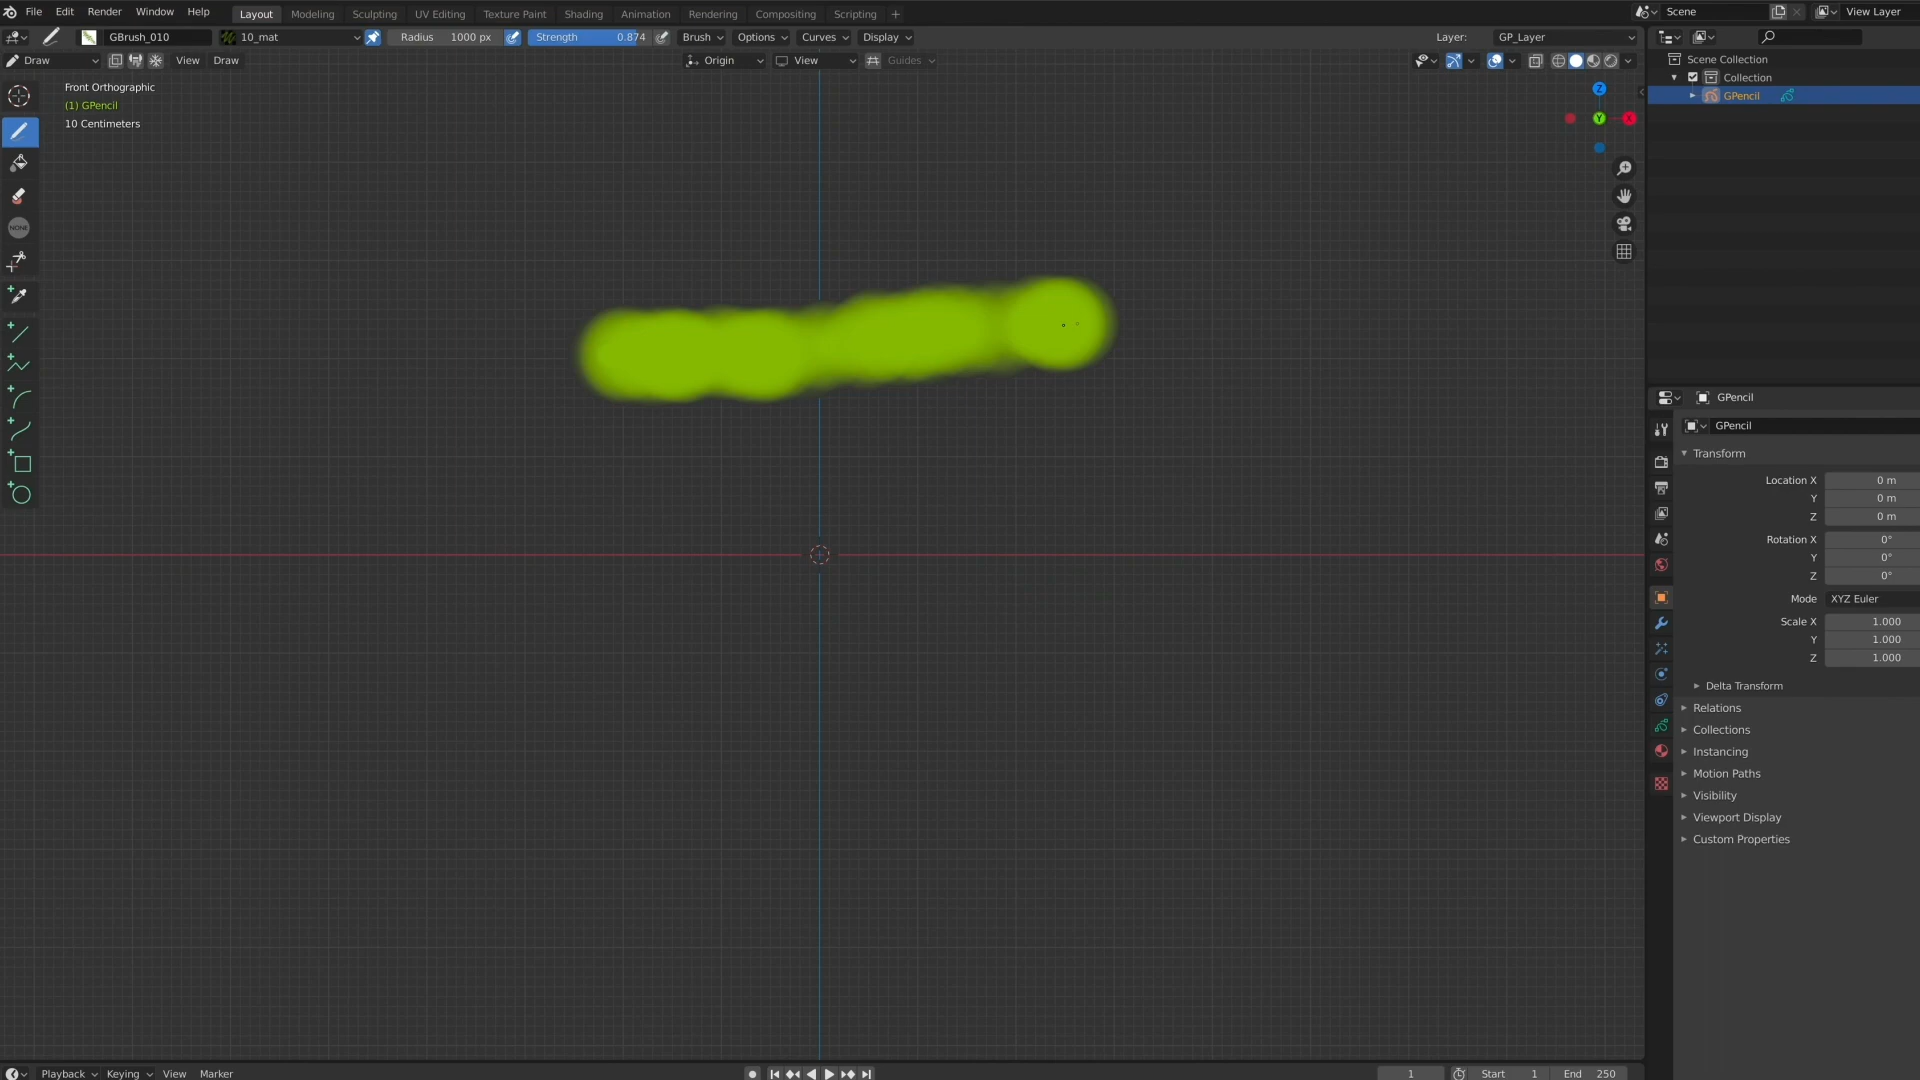 File Edit Render Window Help Layout Modeling Sculpting UV Editing Texture Paint Shading Animation Rendering Compositing Scripting + Scene View Layer
GBrush_010 10_mat Radius 1000 px Strength 0.874 Brush Options Curves Display Layer: GP_Layer
Draw View Draw Origin View Guides
Front Orthographic
(1) GPencil
10 Centimeters
NONE
Z
Y
X
Scene Collection
Collection
GPencil
GPencil
GPencil
Transform
Location X 0 m
Y 0 m
Z 0 m
Rotation X 0°
Y 0°
Z 0°
Mode XYZ Euler
Scale X 1.000
Y 1.000
Z 1.000
Delta Transform
Relations
Collections
Instancing
Motion Paths
Visibility
Viewport Display
Custom Properties
Playback Keying View Marker 1 Start 1 End 250